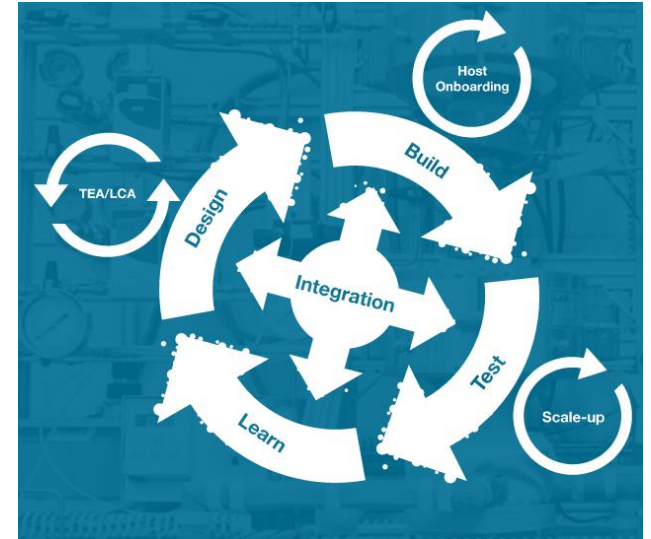 Host
Onboarding
Build
TEA/LCA
Design
Integration
Test
Learn
Scale-up